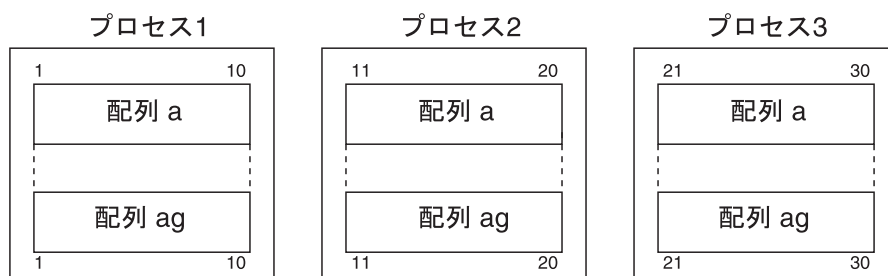 プロセス1 プロセス2 プロセス3
1 10 11 20 21 30
配列 a 配列 a 配列 a
配列 ag 配列 ag 配列 ag
1 10 11 20 21 30